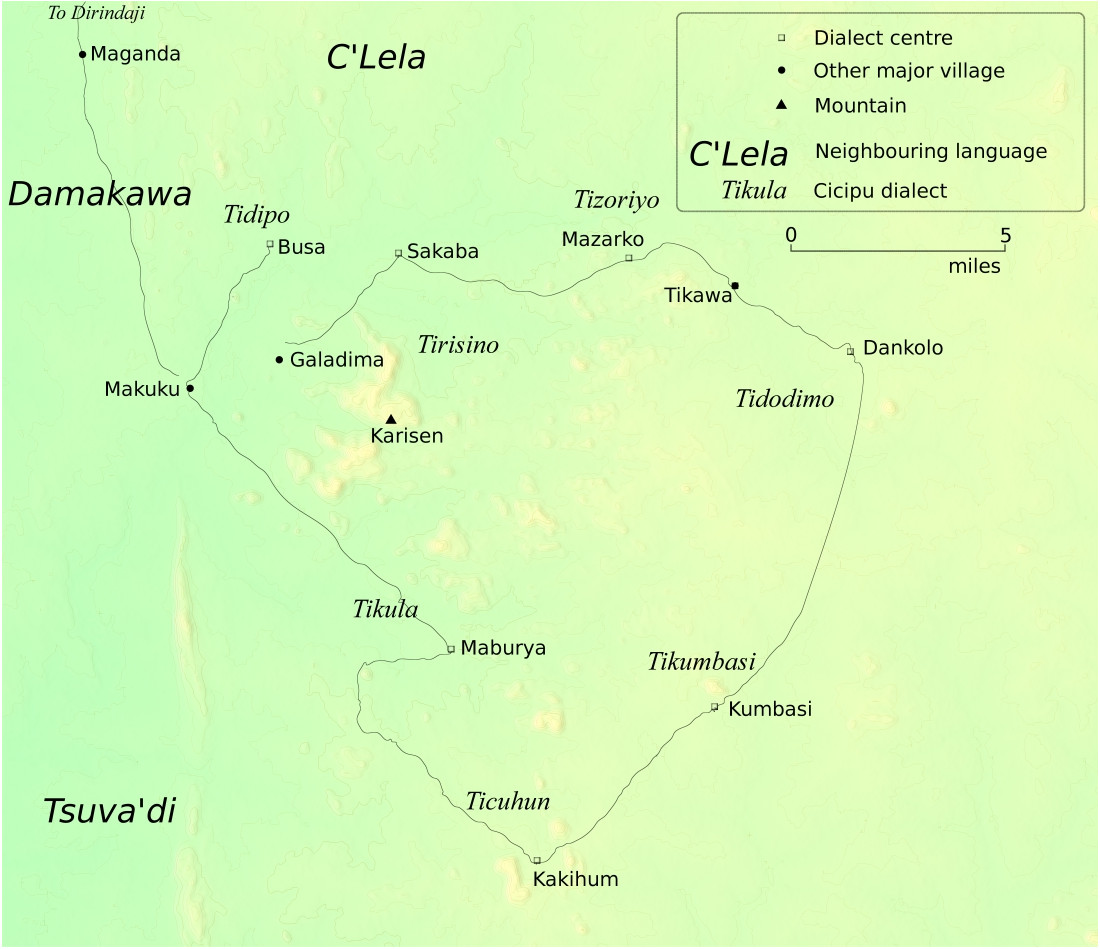 To Dirindaji
Maganda
C'Lela
Dialect centre
Other major village
Mountain
C'Lela Neighbouring language
Tikula Cicipu dialect
Damakawa
Tidipo
Busa
Sakaba
Tizoriyo
Mazarko
0 5
miles
Tikawa
Galadima
Tirisino
Dankolo
Makuku
Tidodimo
Karisen
Tikula
Maburya
Tikumbasi
Kumbasi
Ticuhun
Tsuva'di
Kakihum